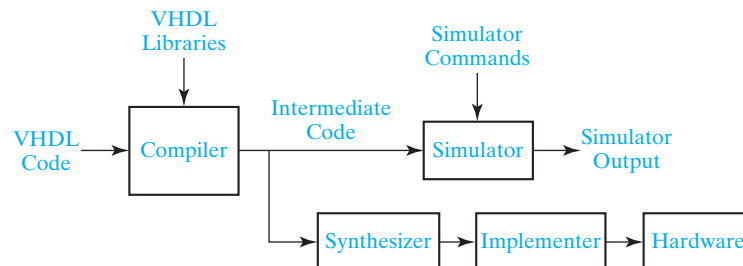 VHDL
Libraries
Simulator
Commands
Intermediate
Code
VHDL
Code
Compiler
Simulator
Simulator
Output
Synthesizer
Implementer
Hardware